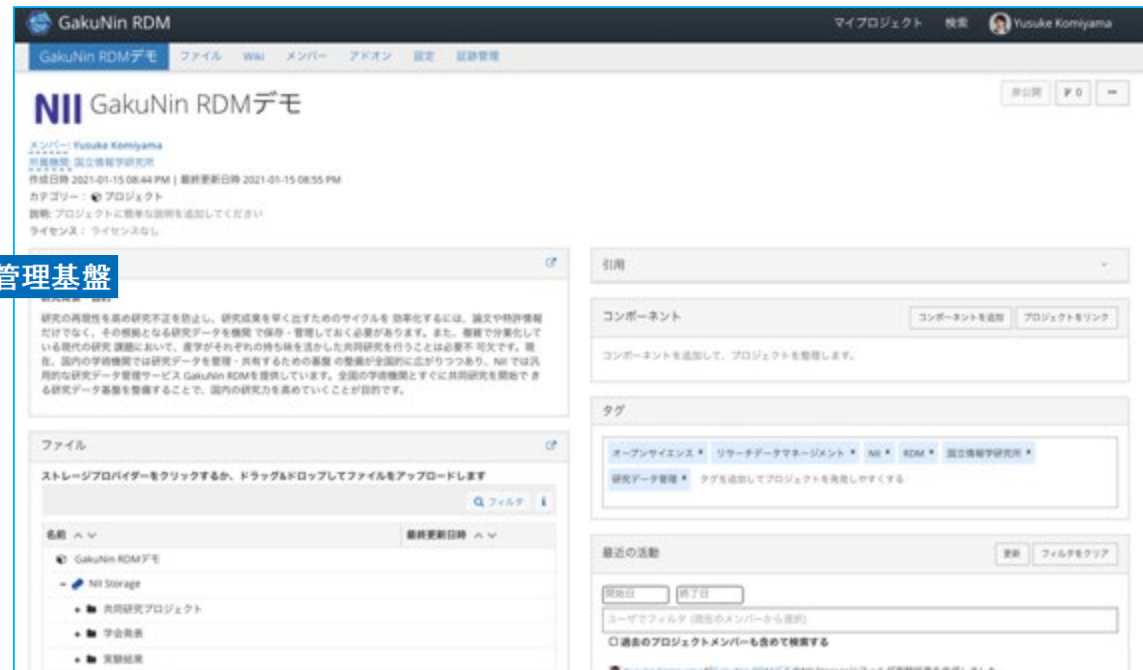 GakuNin RDM
マイプロジェクト 検索 Yusuke Komiyama
GakuNin RDMデモ ファイル Wiki メンバー アドオン 設定 証跡管理
NII GakuNin RDMデモ
非公開 0
メンバー: Yusuke Komiyama
所属機関: 国立情報学研究所
作成日時 2021-01-15 08:44 PM | 最終更新日時 2021-01-15 08:55 PM
カテゴリー: プロジェクト
説明: プロジェクトに簡単な説明を追加してください
ライセンス: ライセンスなし
管理基盤
研究の再現性を高め研究不正を防止し、研究成果を早く出すためのサイクルを 効率化するには、論文や特許情報
だけでなく、その根拠となる研究データを機関 で保存・管理しておく必要があります。また、複雑で分業化して
いる現代の研究 課題において、産学がそれぞれの持ち味を活かした共同研究を行うことは必要不 可欠です。現
在、国内の学術機関では研究データを管理・共有するための基盤 の整備が全国的に広がりつつあり、NII では汎
用的な研究データ管理サービス GakuNin RDMを提供しています。全国の学術機関とすぐに共同研究を開始で き
る研究データ基盤を整備することで、国内の研究力を高めていくことが目的です。
ファイル
ストレージプロバイダーをクリックするか、ドラッグ&ドロップしてファイルをアップロードします
フィルタ i
名前 最終更新日時
GakuNin RDMデモ
NII Storage
共同研究プロジェクト
学会発表
実験結果
引用
コンポーネント コンポーネントを追加 プロジェクトをリンク
コンポーネントを追加して、プロジェクトを整理します。
タグ
オープンサイエンス × リサーチデータマネージメント × NII × RDM × 国立情報学研究所 ×
研究データ管理 × タグを追加してプロジェクトを発見しやすくする
最近の活動 更新 フィルタをクリア
開始日 終了日
ユーザでフィルタ (現在のメンバーから選択)
過去のプロジェクトメンバーも含めて検索する